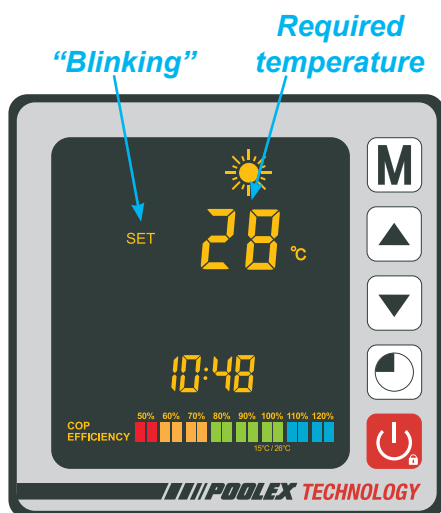 Required
“Blinking”
temperature
M
SET
28 °C
10:48
50% 60% 70% 80% 90% 100% 110% 120%
COP
EFFICIENCY
15°C / 26°C
POOLEX TECHNOLOGY